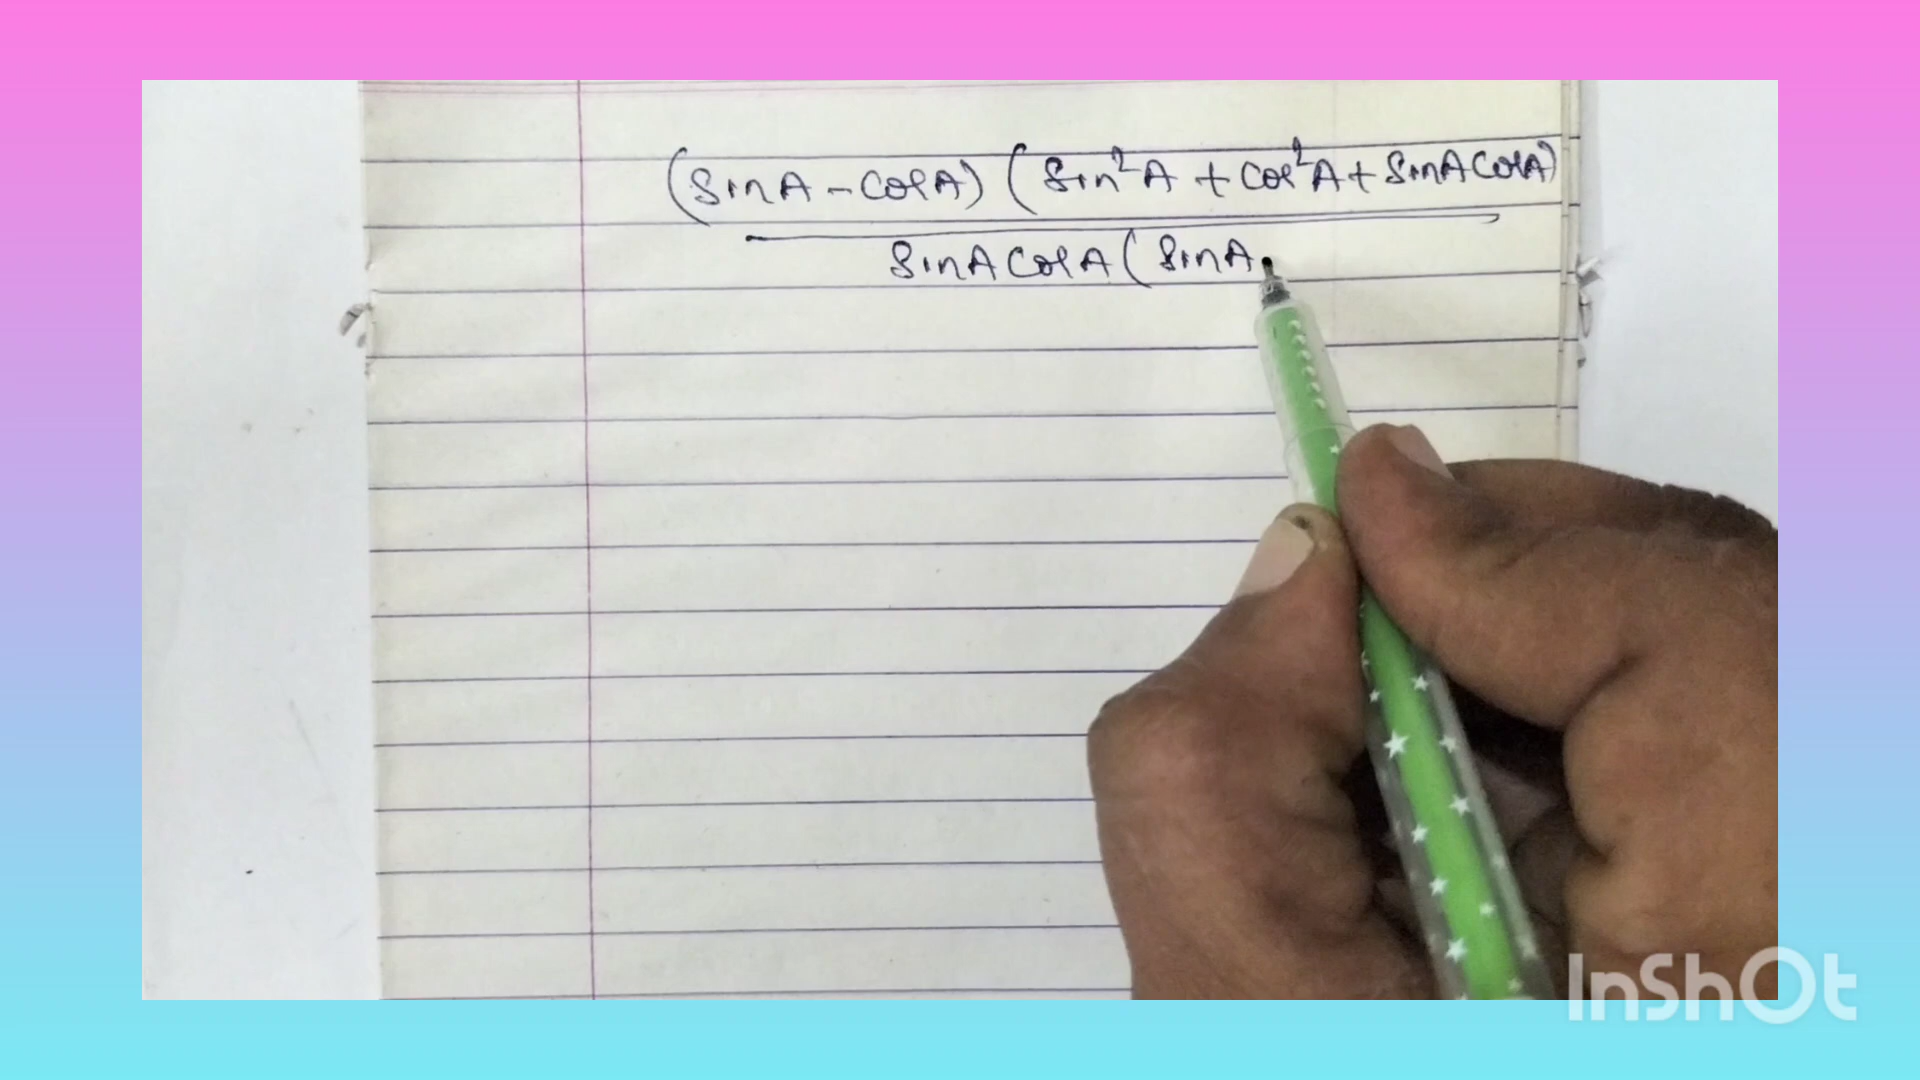 (SinA - CosA) (Sin²A + Cos²A + SinA CosA)
SinA CosA (SinA
InShOt